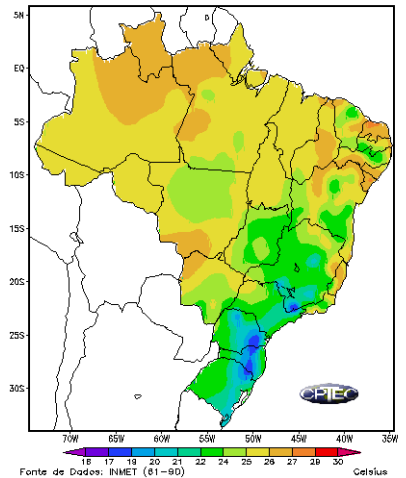 5N
EQ
5S
10S
15S
20S
25S
30S
CPTEC
70W 65W 60W 55W 50W 45W 40W 35W
16 17 19 20 21 22 24 25 26 27 28 29 30
Fonte de Dados: INMET (61-90) Celsius